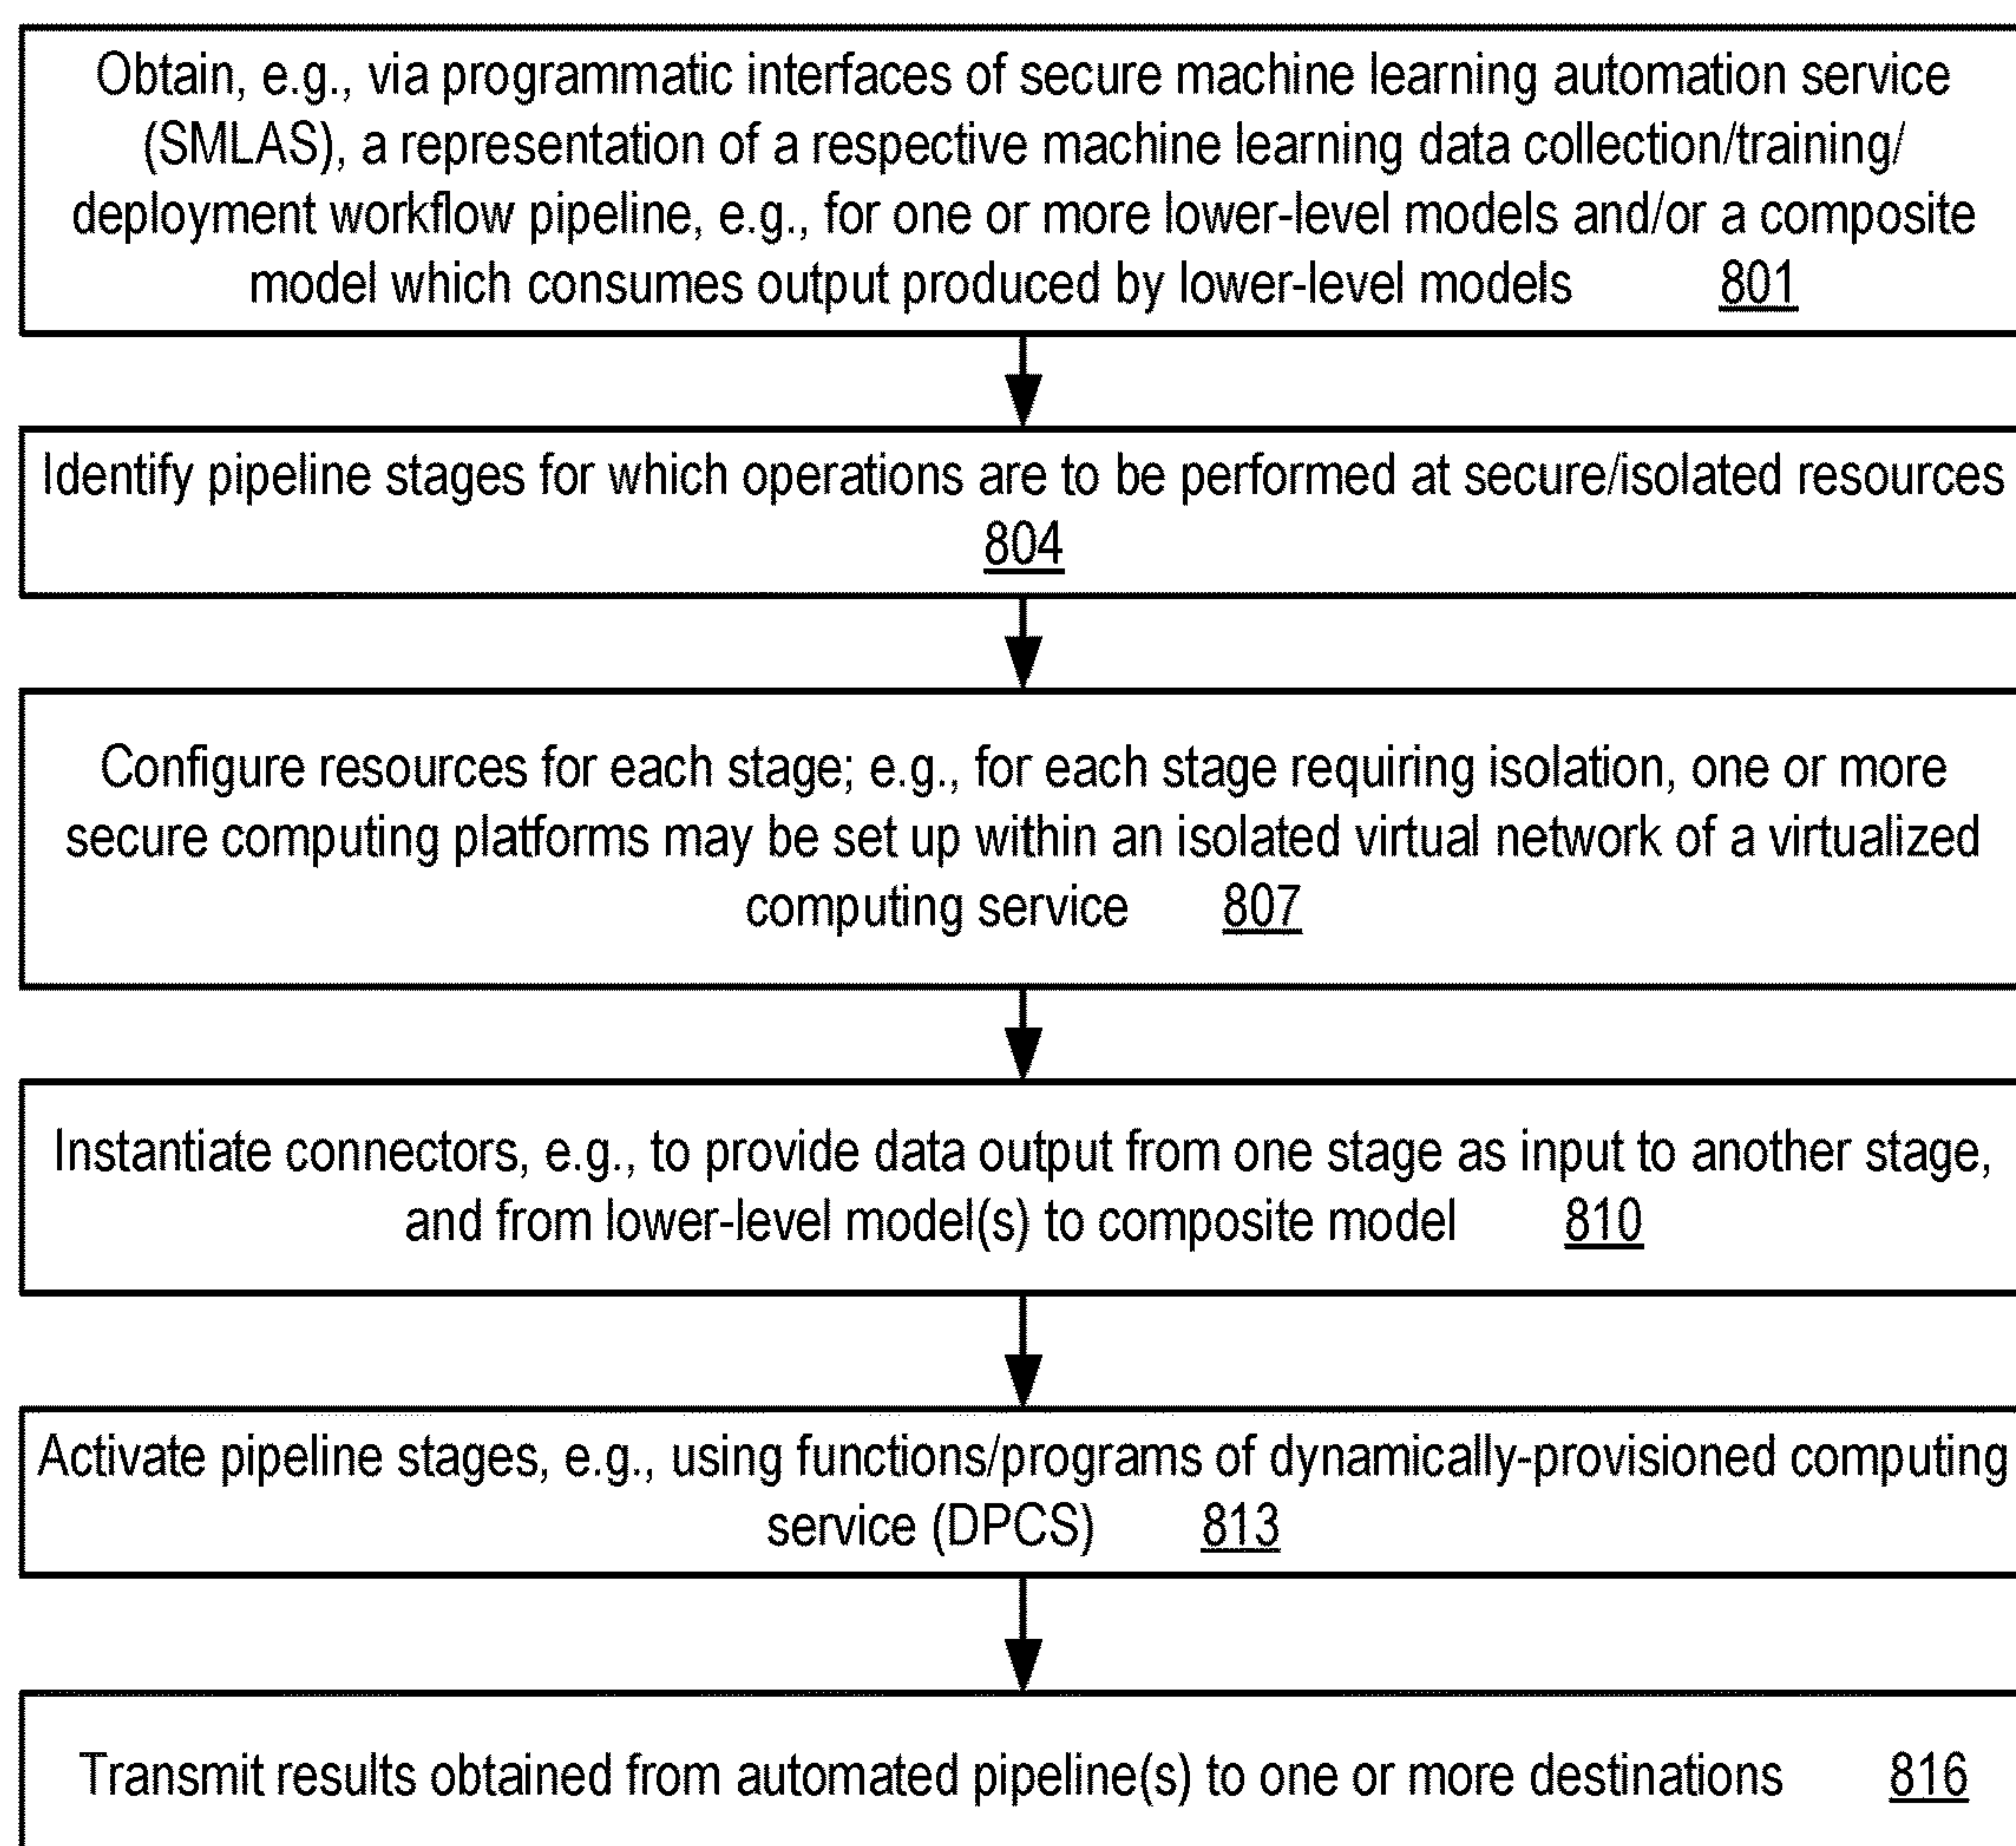 Obtain, e.g., via programmatic interfaces of secure machine learning automation service
(SMLAS), a representation of a respective machine learning data collection/training/
deployment workflow pipeline, e.g., for one or more lower-level models and/or a composite
model which consumes output produced by lower-level models 801
Identify pipeline stages for which operations are to be performed at secure/isolated resources
804
Configure resources for each stage; e.g., for each stage requiring isolation, one or more
secure computing platforms may be set up within an isolated virtual network of a virtualized
computing service 807
Instantiate connectors, e.g., to provide data output from one stage as input to another stage,
and from lower-level model(s) to composite model 810
Activate pipeline stages, e.g., using functions/programs of dynamically-provisioned computing
service (DPCS) 813
Transmit results obtained from automated pipeline(s) to one or more destinations 816